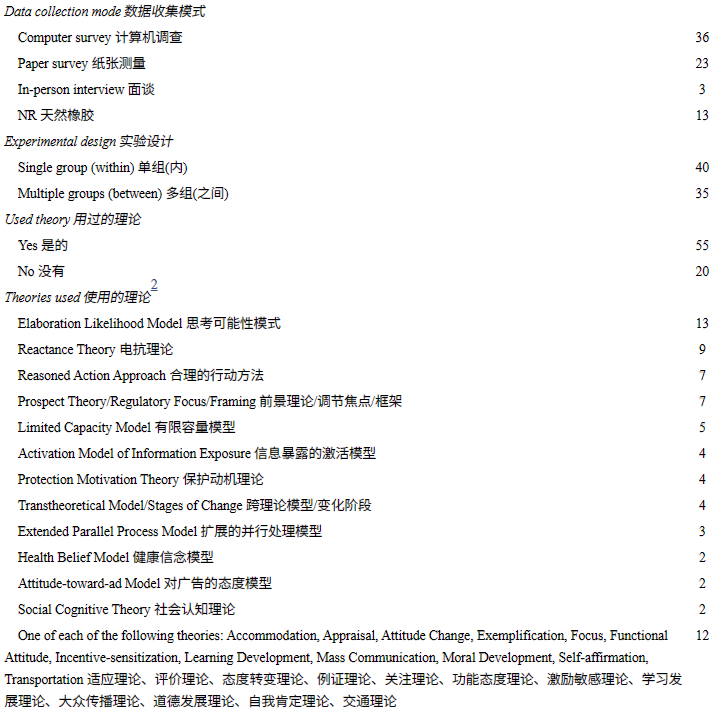 Data collection mode 数据收集模式
Computer survey 计算机调查 36
Paper survey 纸张测量 23
In-person interview 面谈 3
NR 天然橡胶 13
Experimental design 实验设计
Single group (within) 单组(内) 40
Multiple groups (between) 多组(之间) 35
Used theory 用过的理论
Yes 是的 55
No 没有 20
Theories used 使用的理论2
Elaboration Likelihood Model 思考可能性模式 13
Reactance Theory 电抗理论 9
Reasoned Action Approach 合理的行动方法 7
Prospect Theory/Regulatory Focus/Framing 前景理论/调节焦点/框架 7
Limited Capacity Model 有限容量模型 5
Activation Model of Information Exposure 信息暴露的激活模型 4
Protection Motivation Theory 保护动机理论 4
Transtheoretical Model/Stages of Change 跨理论模型/变化阶段 4
Extended Parallel Process Model 扩展的并行处理模型 3
Health Belief Model 健康信念模型 2
Attitude-toward-ad Model 对广告的态度模型 2
Social Cognitive Theory 社会认知理论 2
One of each of the following theories: Accommodation, Appraisal, Attitude Change, Exemplification, Focus, Functional 12
Attitude, Incentive-sensitization, Learning Development, Mass Communication, Moral Development, Self-affirmation,
Transportation 适应理论、评价理论、态度转变理论、例证理论、关注理论、功能态度理论、激励敏感理论、学习发
展理论、大众传播理论、道德发展理论、自我肯定理论、交通理论